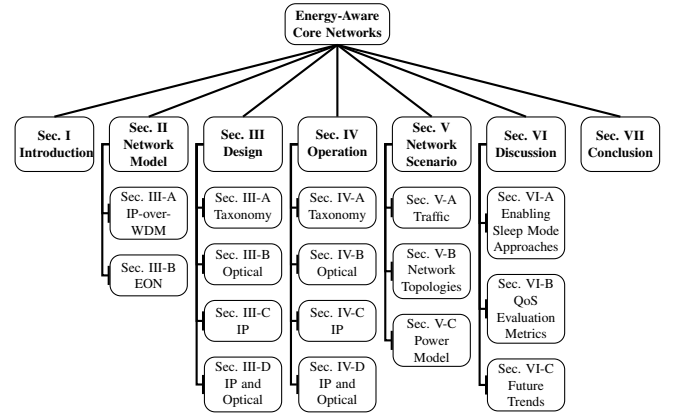 Energy-Aware
Core Networks
Sec. I
Introduction
Sec. II
Network
Model
Sec. III-A
IP-over-
WDM
Sec. III-B
EON
Sec. III
Design
Sec. III-A
Taxonomy
Sec. III-B
Optical
Sec. III-C
IP
Sec. III-D
IP and
Optical
Sec. IV
Operation
Sec. IV-A
Taxonomy
Sec. IV-B
Optical
Sec. IV-C
IP
Sec. IV-D
IP and
Optical
Sec. V
Network
Scenario
Sec. V-A
Traffic
Sec. V-B
Network
Topologies
Sec. V-C
Power
Model
Sec. VI
Discussion
Sec. VI-A
Enabling
Sleep Mode
Approaches
Sec. VI-B
QoS
Evaluation
Metrics
Sec. VI-C
Future
Trends
Sec. VII
Conclusion